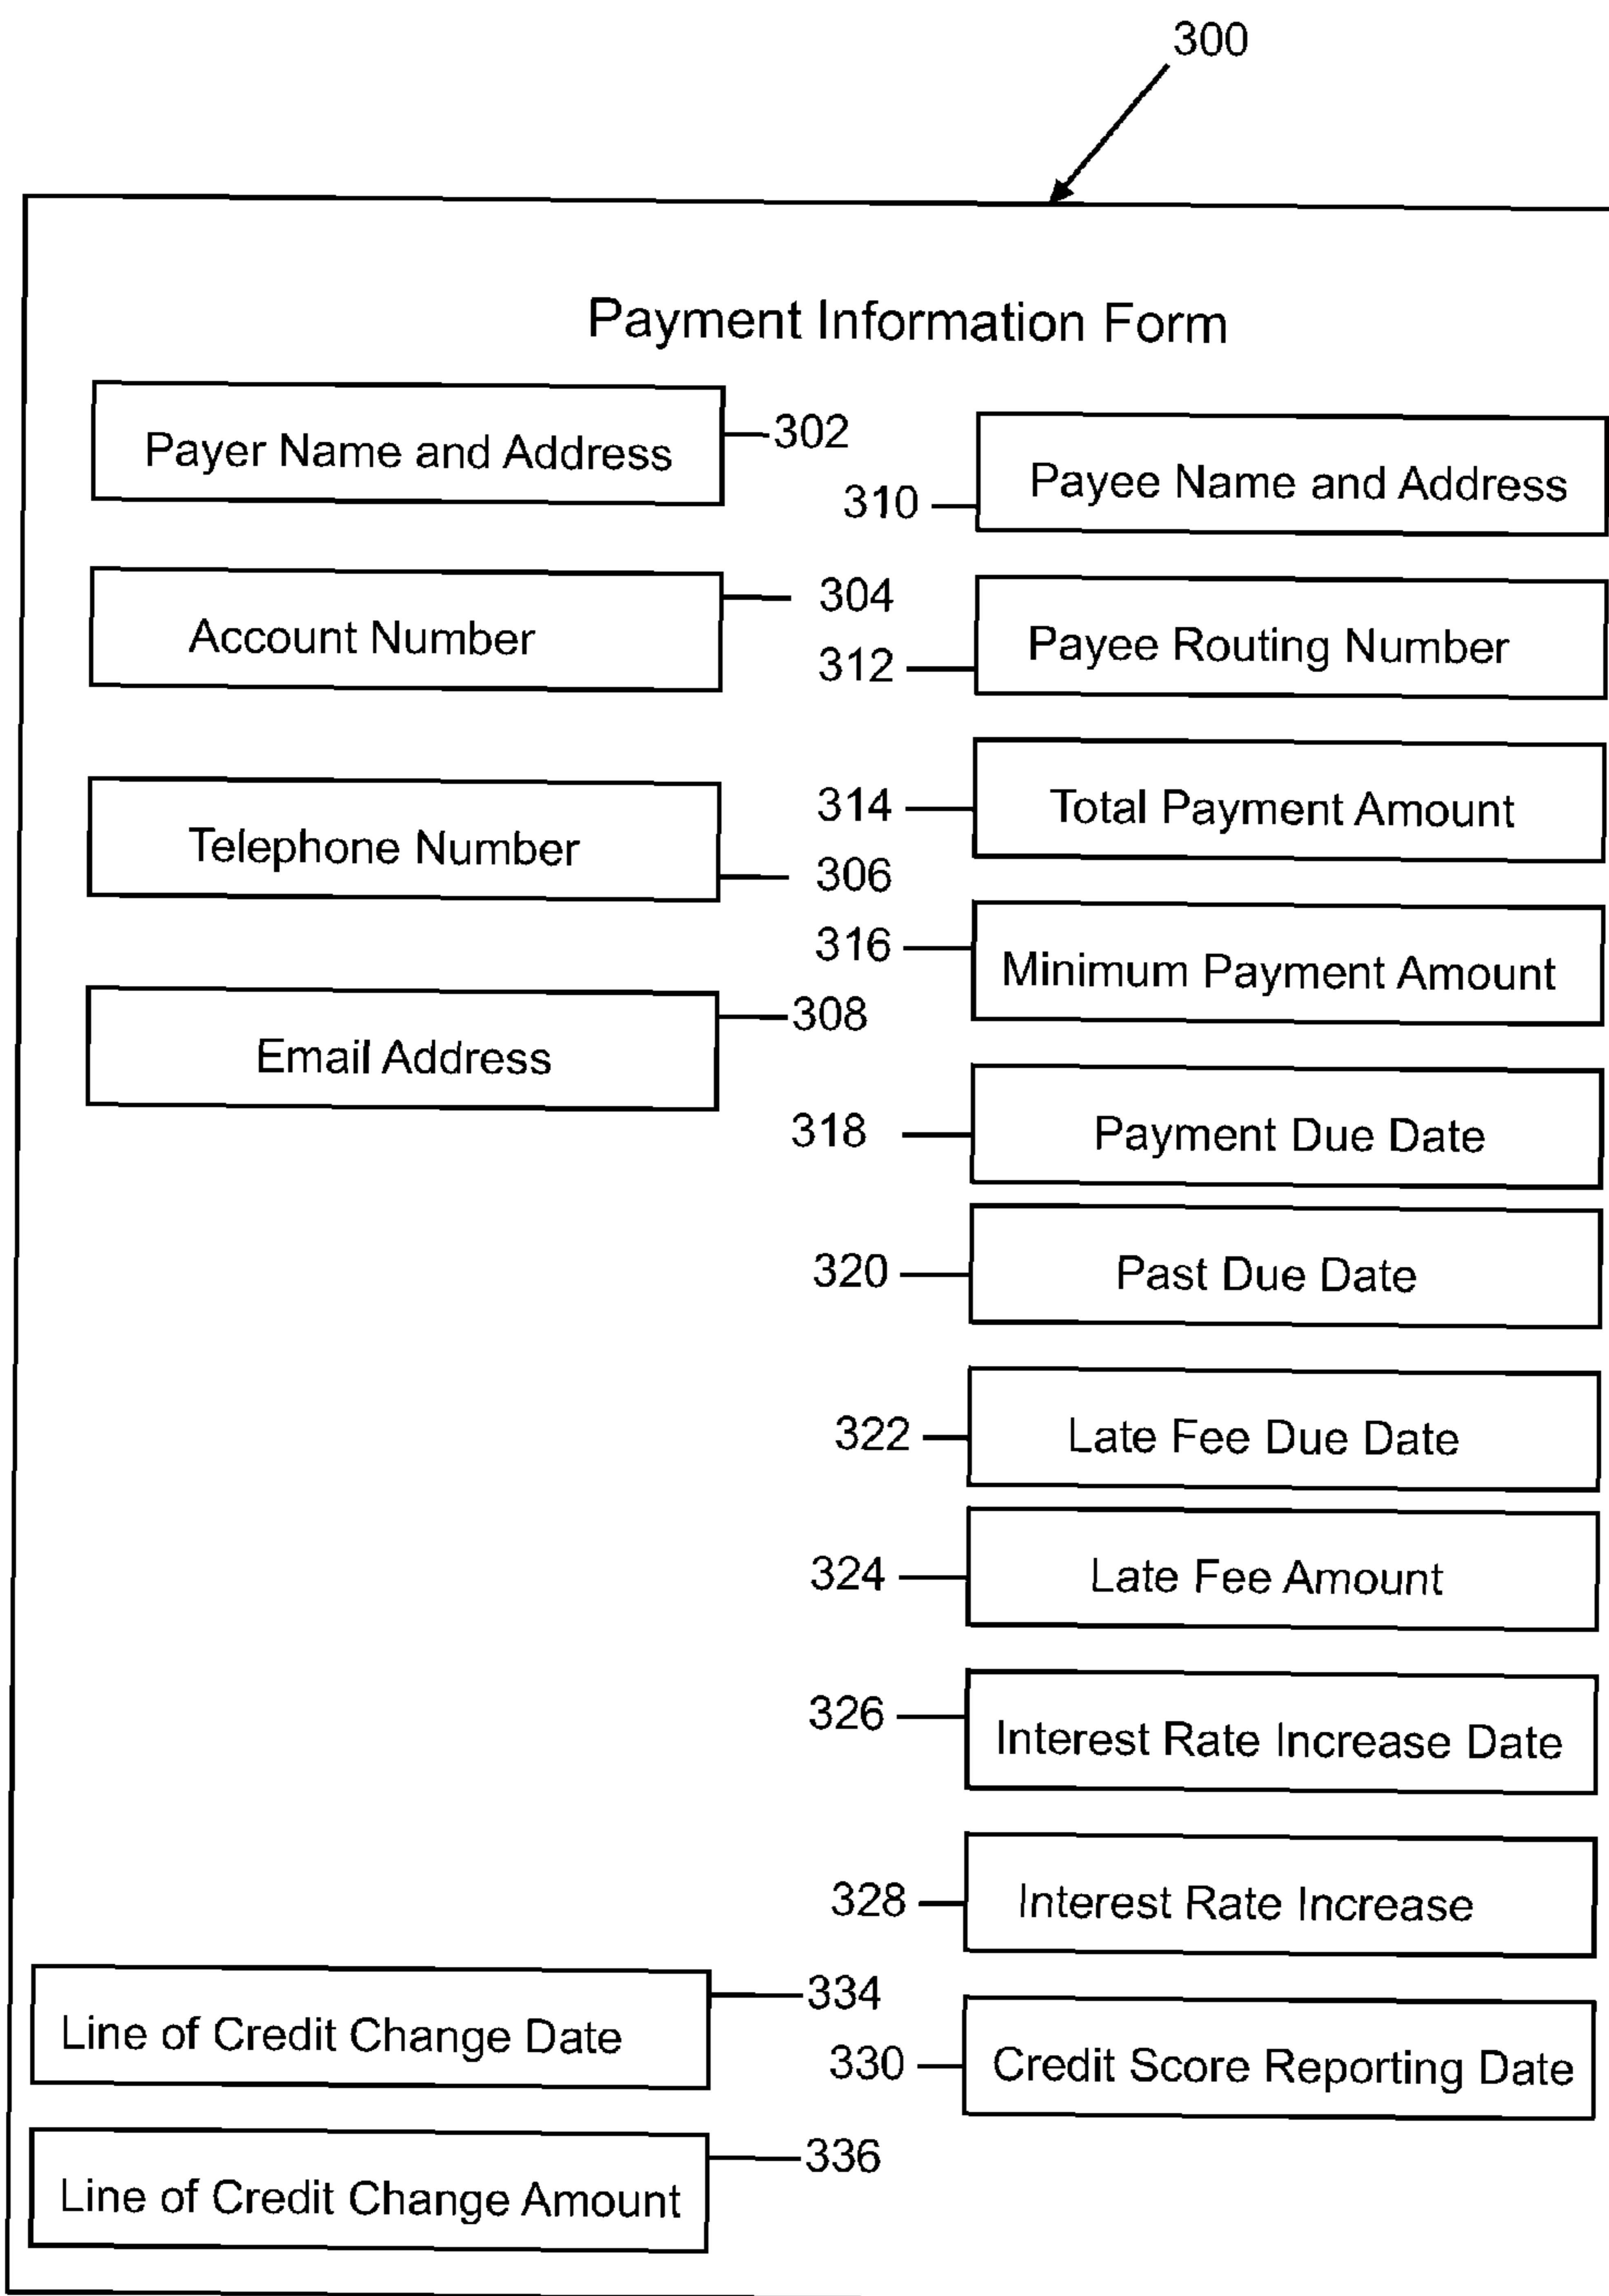 300
Payment Information Form
Payer Name and Address
302
310
Payee Name and Address
Account Number
304
312
Payee Routing Number
Telephone Number
306
314
Total Payment Amount
316
Minimum Payment Amount
Email Address
308
318
Payment Due Date
320
Past Due Date
322
Late Fee Due Date
324
Late Fee Amount
326
Interest Rate Increase Date
328
Interest Rate Increase
Line of Credit Change Date
334
330
Credit Score Reporting Date
Line of Credit Change Amount
336